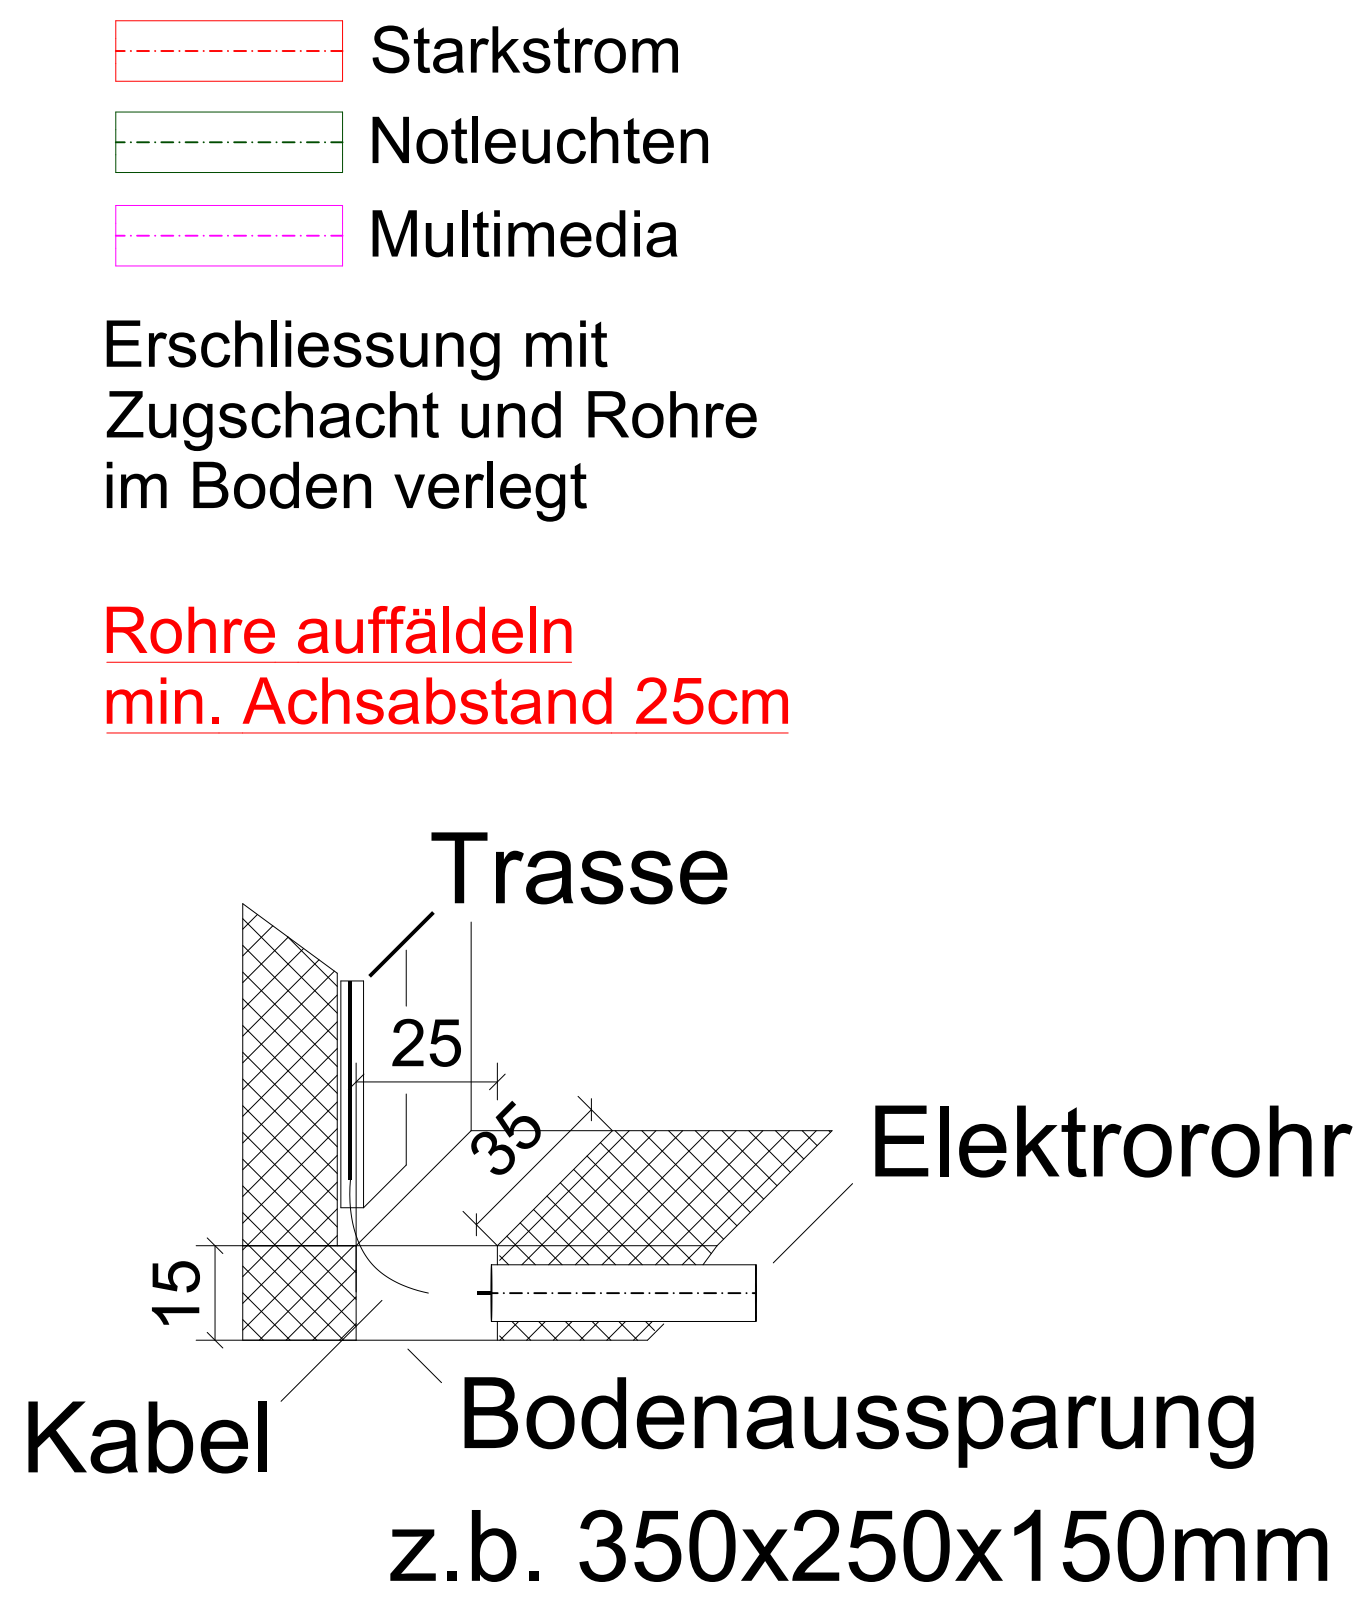 Starkstrom
Notleuchten
Multimedia
Erschliessung mit
Zugschacht und Rohre
im Boden verlegt
Rohre auffäldeln
min. Achsabstand 25cm
Trasse
25
35
Elektrorohr
15
Kabel
Bodenaussparung
z.b. 350x250x150mm